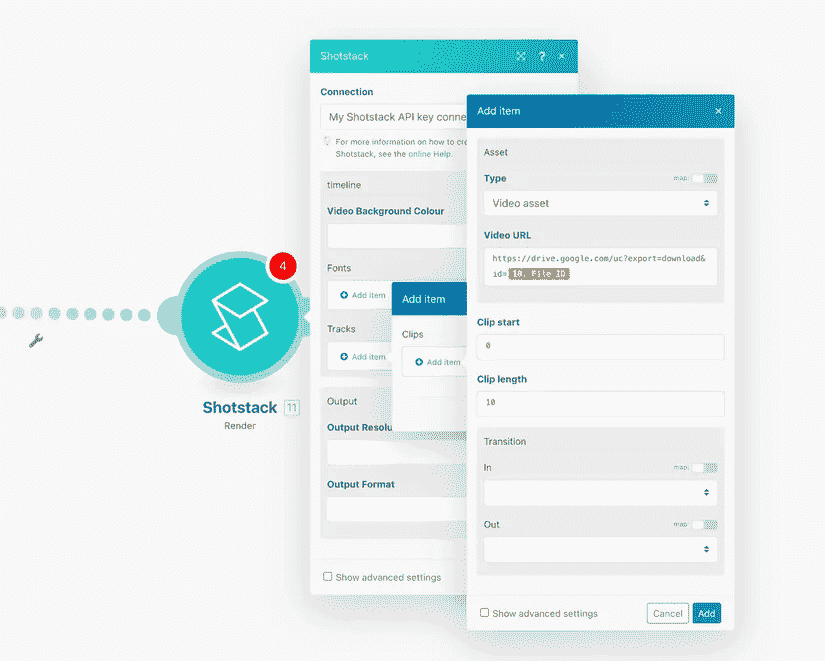 Shotstack
Connection
My Shotstack API key conne
For more information on how to cre
Shotstack, see the online Help.
timeline
Video Background Colour
Fonts
Add item
Tracks
Add item
Output
Output Resolu
Output Format
Show advanced settings
4
Shotstack 11
Render
Add item
Clips
Add item
Add item
Asset
Type
map:
Video asset
Video URL
https://drive.google.com/uc?export=download&
id= 10. File ID
Clip start
0
Clip length
10
Transition
In
map:
Out
map:
Show advanced settings
Cancel
Add